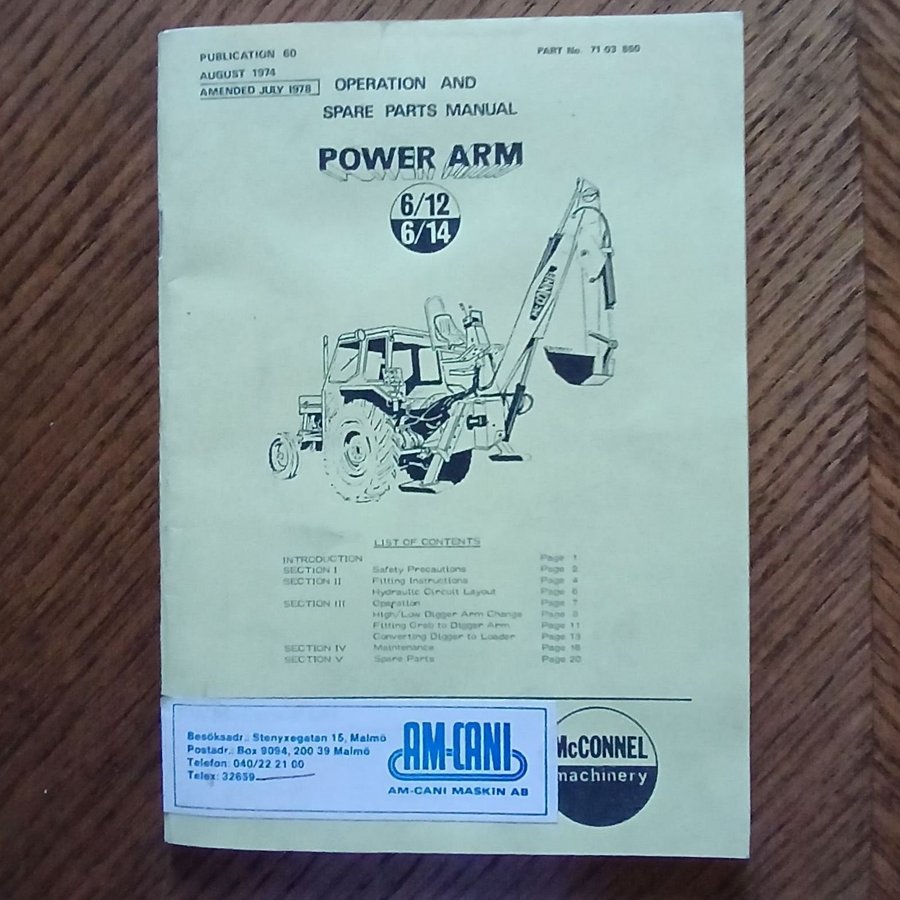 PUBLICATION 60
PART No. 71 03 860
AUGUST 1974
AMENDED JULY 1978
OPERATION AND
SPARE PARTS MANUAL
POWER ARM
6/12
6/14
McCONNEL
LIST OF CONTENTS
INTRODUCTION Page 1
SECTION I Safety Precautions Page 2
SECTION II Fitting Instructions Page 4
Hydraulic Circuit Layout Page 6
SECTION III Operation Page 7
High/Low Digger Arm Change Page
Fitting Grab to Digger Arm Page 11
Converting Digger to Loader Page 13
SECTION IV Maintenance Page
SECTION V Spare Parts Page 20
Besöksadr.: Stenyxegatan 15, Malmö
Postadr.: Box 9094, 200 39 Malmö
Telefon: 040/22 21 00
Telex: 32659
AM-CANI
AM-CANI MASKIN AB
McCONNEL
machinery